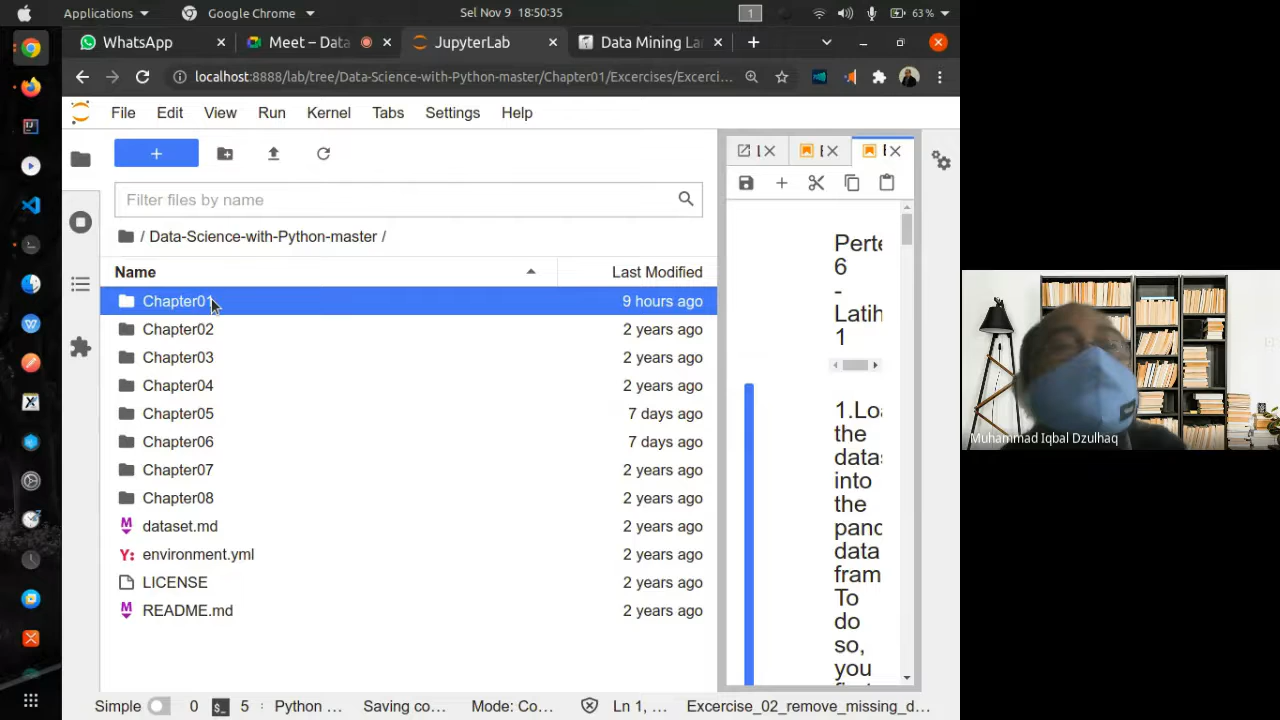 Applications
Google Chrome
Sel Nov 9 18:50:35
1
63 %
WhatsApp
Meet – Data
JupyterLab
Data Mining La
localhost:8888/lab/tree/Data-Science-with-Python-master/Chapter01/Excercises/Excerci...
File Edit View Run Kernel Tabs Settings Help
Filter files by name
/ Data-Science-with-Python-master /
Name Last Modified
Chapter01 9 hours ago
Chapter02 2 years ago
Chapter03 2 years ago
Chapter04 2 years ago
Chapter05 7 days ago
Chapter06 7 days ago
Chapter07 2 years ago
Chapter08 2 years ago
dataset.md 2 years ago
environment.yml 2 years ago
LICENSE 2 years ago
README.md 2 years ago
Perte
6
-
Latih
1
1.Loa
the
datas
into
the
pand
data
fram
To
do
so,
you
Muhammad Iqbal Dzulhaq
Simple 0 5 Python ... Saving co... Mode: Co... Ln 1, ... Excercise_02_remove_missing_d...